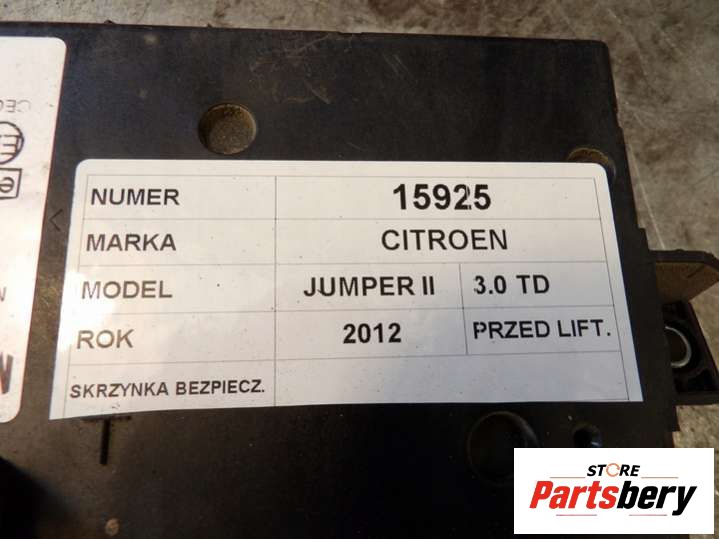 NUMER 15925
MARKA CITROEN
MODEL JUMPER II 3.0 TD
ROK 2012 PRZED LIFT.
SKRZYNKA BEZPIECZ.
STORE
Partsbery